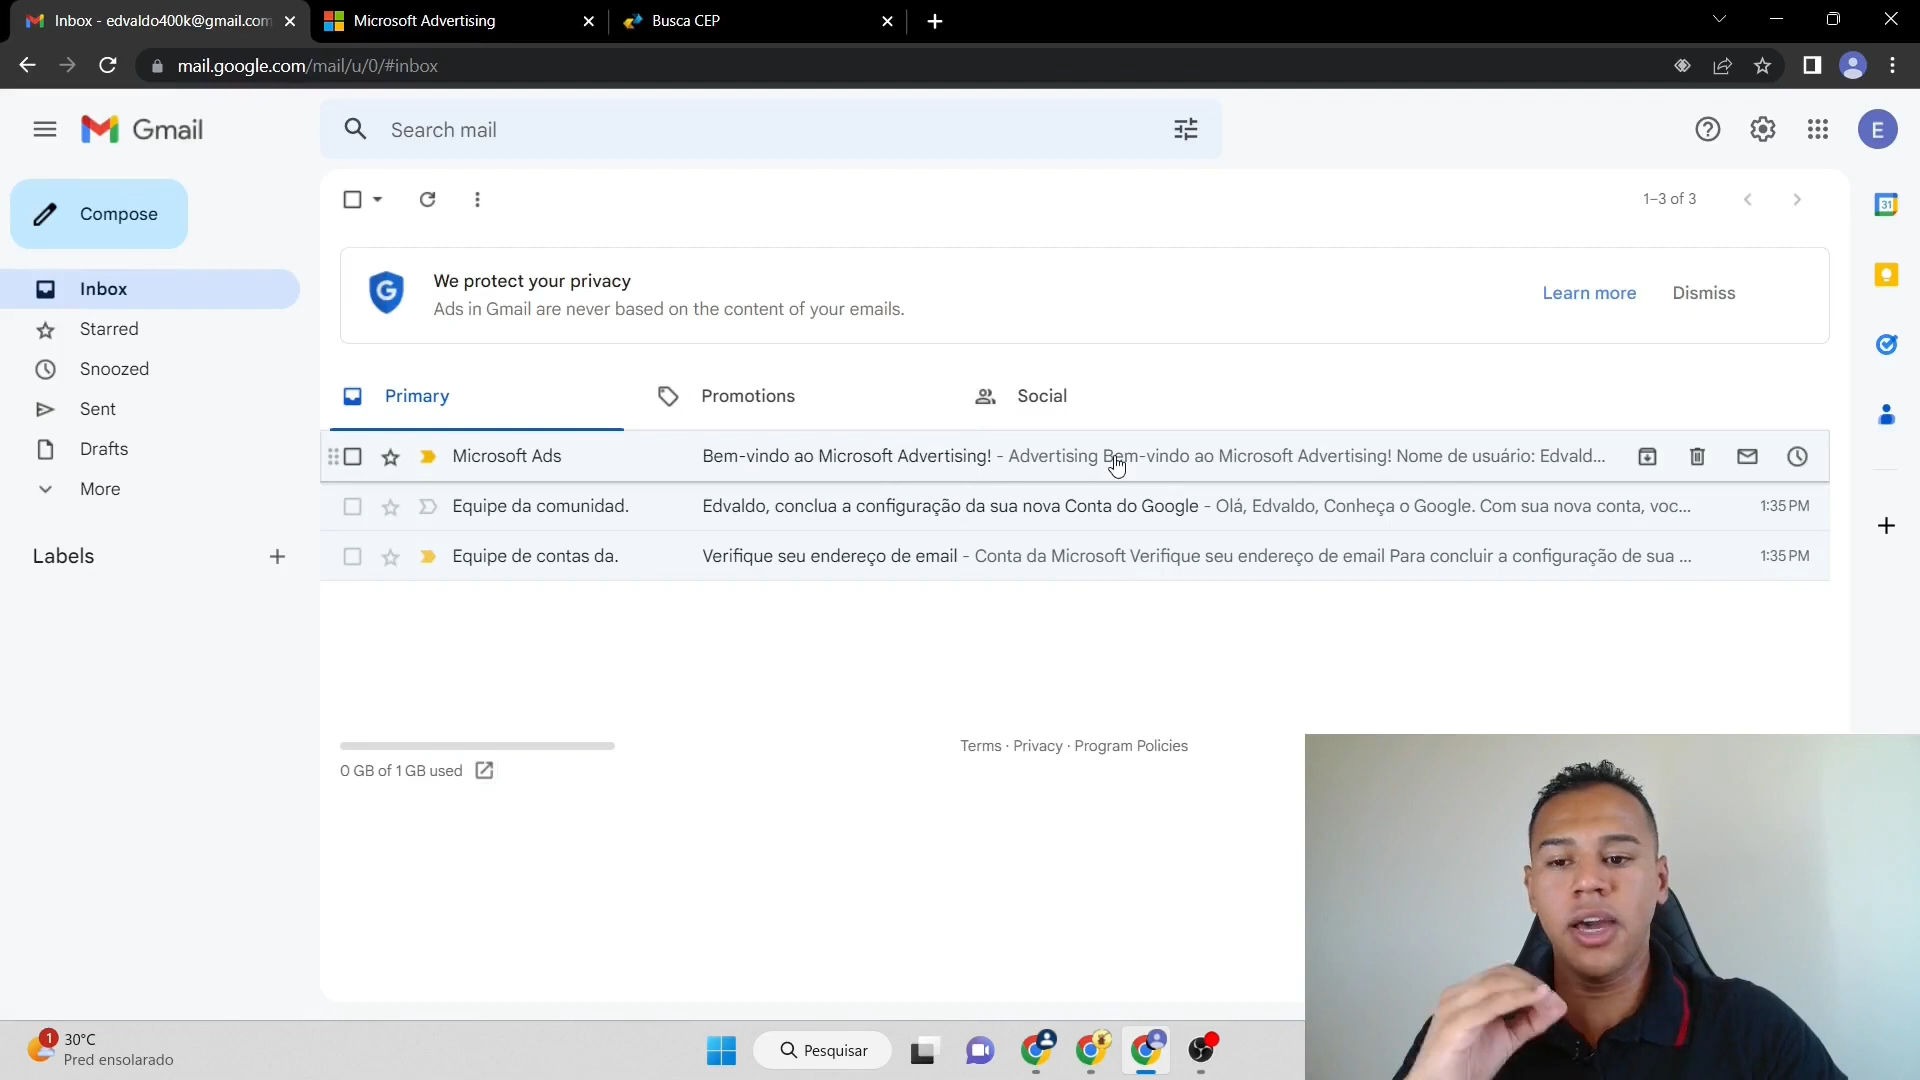 Inbox - edvaldo400k@gmail.com
Microsoft Advertising
Busca CEP
mail.google.com/mail/u/0/#inbox
Gmail
Search mail
E
Compose
1–3 of 3
31
G
We protect your privacy
Ads in Gmail are never based on the content of your emails.
Learn more
Dismiss
Inbox
Starred
Snoozed
Sent
Drafts
More
Labels
Primary
Promotions
Social
Microsoft Ads
Bem-vindo ao Microsoft Advertising! - Advertising Bem-vindo ao Microsoft Advertising! Nome de usuário: Edvald...
Equipe da comunidad.
Edvaldo, conclua a configuração da sua nova Conta do Google - Olá, Edvaldo, Conheça o Google. Com sua nova conta, voc...
1:35 PM
Equipe de contas da.
Verifique seu endereço de email - Conta da Microsoft Verifique seu endereço de email Para concluir a configuração de sua ...
1:35 PM
Terms · Privacy · Program Policies
0 GB of 1 GB used
1
30°C
Pred ensolarado
Pesquisar